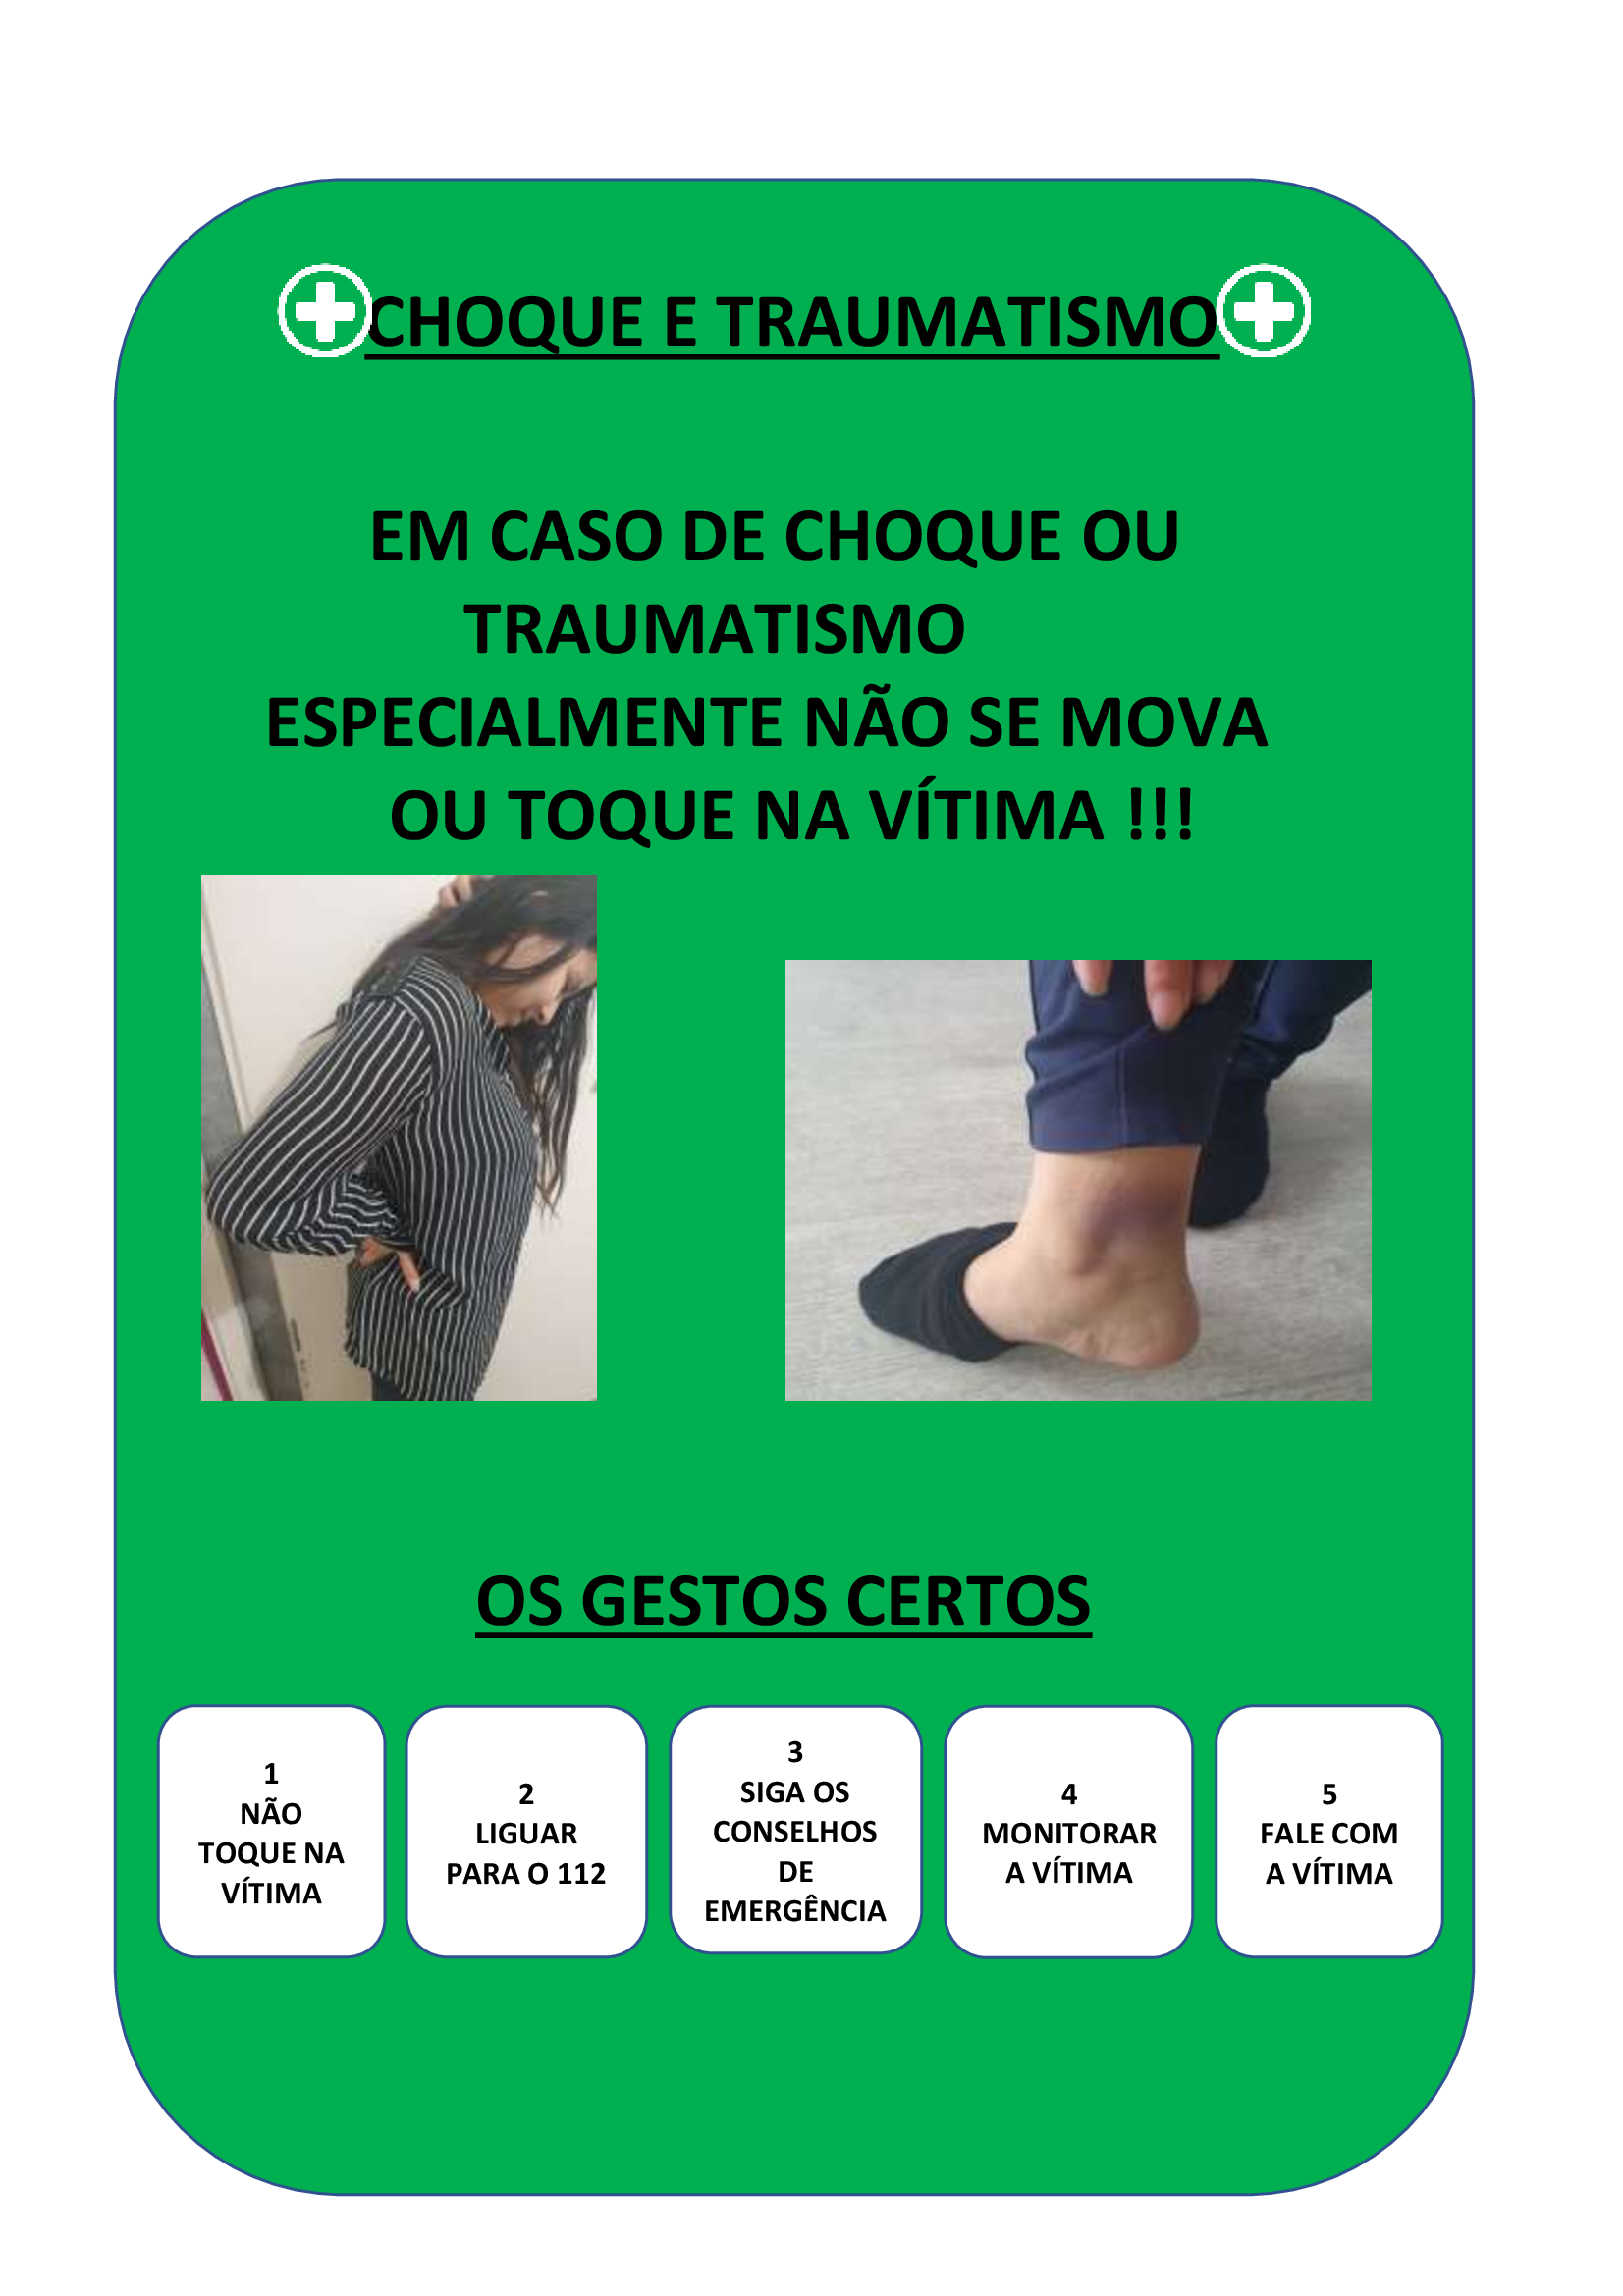 CHOQUE E TRAUMATISMO
EM CASO DE CHOQUE OU
TRAUMATISMO
ESPECIALMENTE NÃO SE MOVA
OU TOQUE NA VÍTIMA !!!
OS GESTOS CERTOS
1
NÃO
TOQUE NA
VÍTIMA
2
LIGUAR
PARA O 112
3
SIGA OS
CONSELHOS
DE
EMERGÊNCIA
4
MONITORAR
A VÍTIMA
5
FALE COM
A VÍTIMA